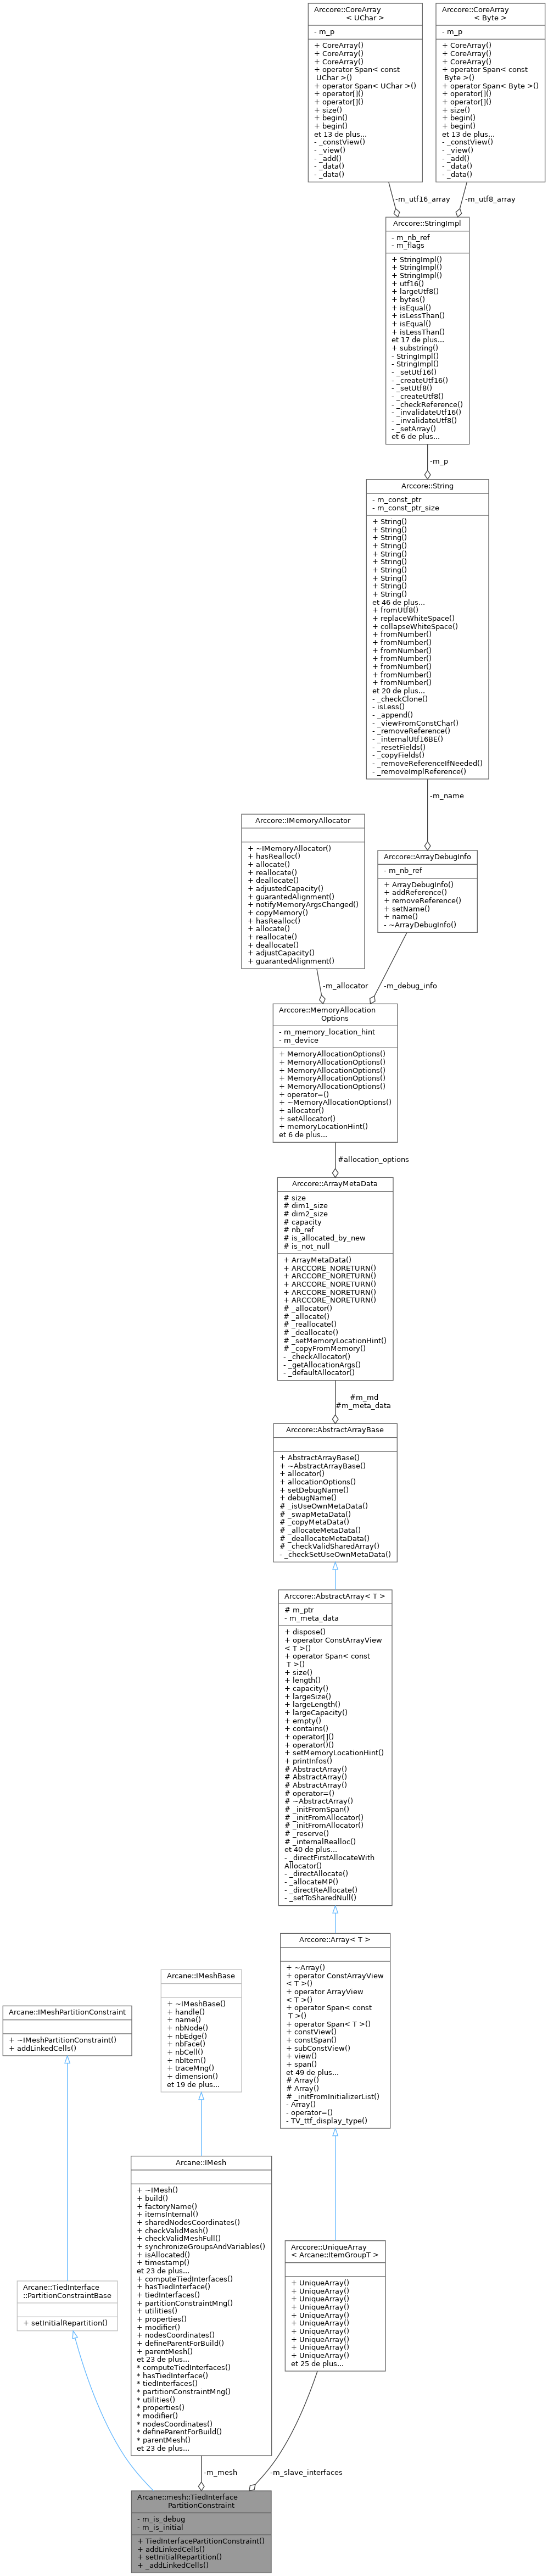 Arccore::CoreArray
< UChar >
- m_p
+ CoreArray()
+ CoreArray()
+ CoreArray()
+ operator Span< const
UChar >()
+ operator Span< UChar >()
+ operator[]()
+ operator[]()
+ size()
+ begin()
+ begin()
et 13 de plus...
- _constView()
- _view()
- _add()
- _data()
- _data()
Arccore::CoreArray
< Byte >
- m_p
+ CoreArray()
+ CoreArray()
+ CoreArray()
+ operator Span< const
Byte >()
+ operator Span< Byte >()
+ operator[]()
+ operator[]()
+ size()
+ begin()
+ begin()
et 13 de plus...
- _constView()
- _view()
- _add()
- _data()
- _data()
-m_utf16_array
-m_utf8_array
Arccore::StringImpl
- m_nb_ref
- m_flags
+ StringImpl()
+ StringImpl()
+ StringImpl()
+ utf16()
+ largeUtf8()
+ bytes()
+ isEqual()
+ isLessThan()
+ isEqual()
+ isLessThan()
et 17 de plus...
+ substring()
- StringImpl()
- StringImpl()
- _setUtf16()
- _createUtf16()
- _setUtf8()
- _createUtf8()
- _checkReference()
- _invalidateUtf16()
- _invalidateUtf8()
- _setArray()
et 6 de plus...
-m_p
Arccore::String
- m_const_ptr
- m_const_ptr_size
+ String()
+ String()
+ String()
+ String()
+ String()
+ String()
+ String()
+ String()
+ String()
+ String()
et 46 de plus...
+ fromUtf8()
+ replaceWhiteSpace()
+ collapseWhiteSpace()
+ fromNumber()
+ fromNumber()
+ fromNumber()
+ fromNumber()
+ fromNumber()
+ fromNumber()
+ fromNumber()
et 20 de plus...
- _checkClone()
- isLess()
- _append()
- _viewFromConstChar()
- _removeReference()
- _internalUtf16BE()
- _resetFields()
- _copyFields()
- _removeReferenceIfNeeded()
- _removeImplReference()
-m_name
Arccore::IMemoryAllocator
+ ~IMemoryAllocator()
+ hasRealloc()
+ allocate()
+ reallocate()
+ deallocate()
+ adjustedCapacity()
+ guarantedAlignment()
+ notifyMemoryArgsChanged()
+ copyMemory()
+ hasRealloc()
+ allocate()
+ reallocate()
+ deallocate()
+ adjustCapacity()
+ guarantedAlignment()
Arccore::ArrayDebugInfo
- m_nb_ref
+ ArrayDebugInfo()
+ addReference()
+ removeReference()
+ setName()
+ name()
- ~ArrayDebugInfo()
-m_allocator
-m_debug_info
Arccore::MemoryAllocation
Options
- m_memory_location_hint
- m_device
+ MemoryAllocationOptions()
+ MemoryAllocationOptions()
+ MemoryAllocationOptions()
+ MemoryAllocationOptions()
+ MemoryAllocationOptions()
+ operator=()
+ ~MemoryAllocationOptions()
+ allocator()
+ setAllocator()
+ memoryLocationHint()
et 6 de plus...
#allocation_options
Arccore::ArrayMetaData
# size
# dim1_size
# dim2_size
# capacity
# nb_ref
# is_allocated_by_new
# is_not_null
+ ArrayMetaData()
+ ARCCORE_NORETURN()
+ ARCCORE_NORETURN()
+ ARCCORE_NORETURN()
+ ARCCORE_NORETURN()
+ ARCCORE_NORETURN()
# _allocator()
# _allocate()
# _reallocate()
# _deallocate()
# _setMemoryLocationHint()
# _copyFromMemory()
- _checkAllocator()
- _getAllocationArgs()
- _defaultAllocator()
#m_md
#m_meta_data
Arccore::AbstractArrayBase
+ AbstractArrayBase()
+ ~AbstractArrayBase()
+ allocator()
+ allocationOptions()
+ setDebugName()
+ debugName()
# _isUseOwnMetaData()
# _swapMetaData()
# _copyMetaData()
# _allocateMetaData()
# _deallocateMetaData()
# _checkValidSharedArray()
- _checkSetUseOwnMetaData()
Arccore::AbstractArray< T >
# m_ptr
- m_meta_data
+ dispose()
+ operator ConstArrayView
< T >()
+ operator Span< const
T >()
+ size()
+ length()
+ capacity()
+ largeSize()
+ largeLength()
+ largeCapacity()
+ empty()
+ contains()
+ operator[]()
+ operator()()
+ setMemoryLocationHint()
+ printInfos()
# AbstractArray()
# AbstractArray()
# AbstractArray()
# operator=()
# ~AbstractArray()
# _initFromSpan()
# _initFromAllocator()
# _initFromAllocator()
# _reserve()
# _internalRealloc()
et 40 de plus...
- _directFirstAllocateWith
Allocator()
- _directAllocate()
- _allocateMP()
- _directReAllocate()
- _setToSharedNull()
Arccore::Array< T >
+ ~Array()
+ operator ConstArrayView
< T >()
+ operator ArrayView
< T >()
+ operator Span< const
T >()
+ operator Span< T >()
+ constView()
+ constSpan()
+ subConstView()
+ view()
+ span()
et 49 de plus...
# Array()
# Array()
# _initFromInitializerList()
- Array()
- operator=()
- TV_ttf_display_type()
Arcane::IMeshBase
+ ~IMeshBase()
+ handle()
+ name()
+ nbNode()
+ nbEdge()
+ nbFace()
+ nbCell()
+ nbItem()
+ traceMng()
+ dimension()
et 19 de plus...
Arcane::IMeshPartitionConstraint
+ ~IMeshPartitionConstraint()
+ addLinkedCells()
Arcane::IMesh
+ ~IMesh()
+ build()
+ factoryName()
+ itemsInternal()
+ sharedNodesCoordinates()
+ checkValidMesh()
+ checkValidMeshFull()
+ synchronizeGroupsAndVariables()
+ isAllocated()
+ timestamp()
et 23 de plus...
+ computeTiedInterfaces()
+ hasTiedInterface()
+ tiedInterfaces()
+ partitionConstraintMng()
+ utilities()
+ properties()
+ modifier()
+ nodesCoordinates()
+ defineParentForBuild()
+ parentMesh()
et 23 de plus...
* computeTiedInterfaces()
* hasTiedInterface()
* tiedInterfaces()
* partitionConstraintMng()
* utilities()
* properties()
* modifier()
* nodesCoordinates()
* defineParentForBuild()
* parentMesh()
et 23 de plus...
Arccore::UniqueArray
< Arcane::ItemGroupT >
+ UniqueArray()
+ UniqueArray()
+ UniqueArray()
+ UniqueArray()
+ UniqueArray()
+ UniqueArray()
+ UniqueArray()
+ UniqueArray()
+ UniqueArray()
+ UniqueArray()
et 25 de plus...
Arcane::TiedInterface
::PartitionConstraintBase
+ setInitialRepartition()
-m_mesh
-m_slave_interfaces
Arcane::mesh::TiedInterface
PartitionConstraint
- m_is_debug
- m_is_initial
+ TiedInterfacePartitionConstraint()
+ addLinkedCells()
+ setInitialRepartition()
+ _addLinkedCells()